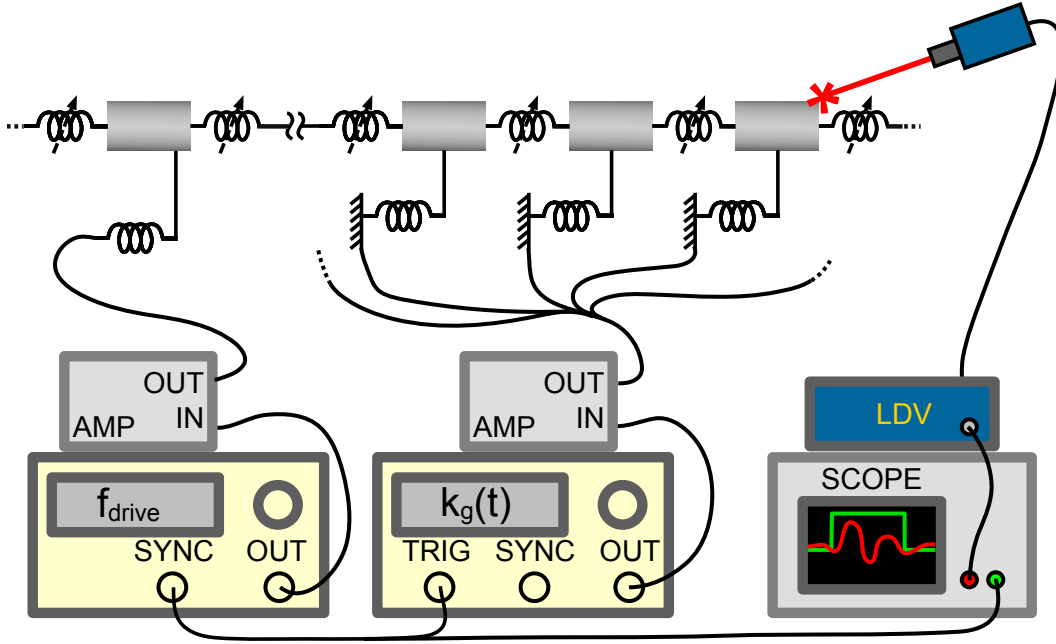 OUT
IN
AMP
f_drive
SYNC
OUT
OUT
IN
AMP
k_g(t)
TRIG
SYNC
OUT
LDV
SCOPE